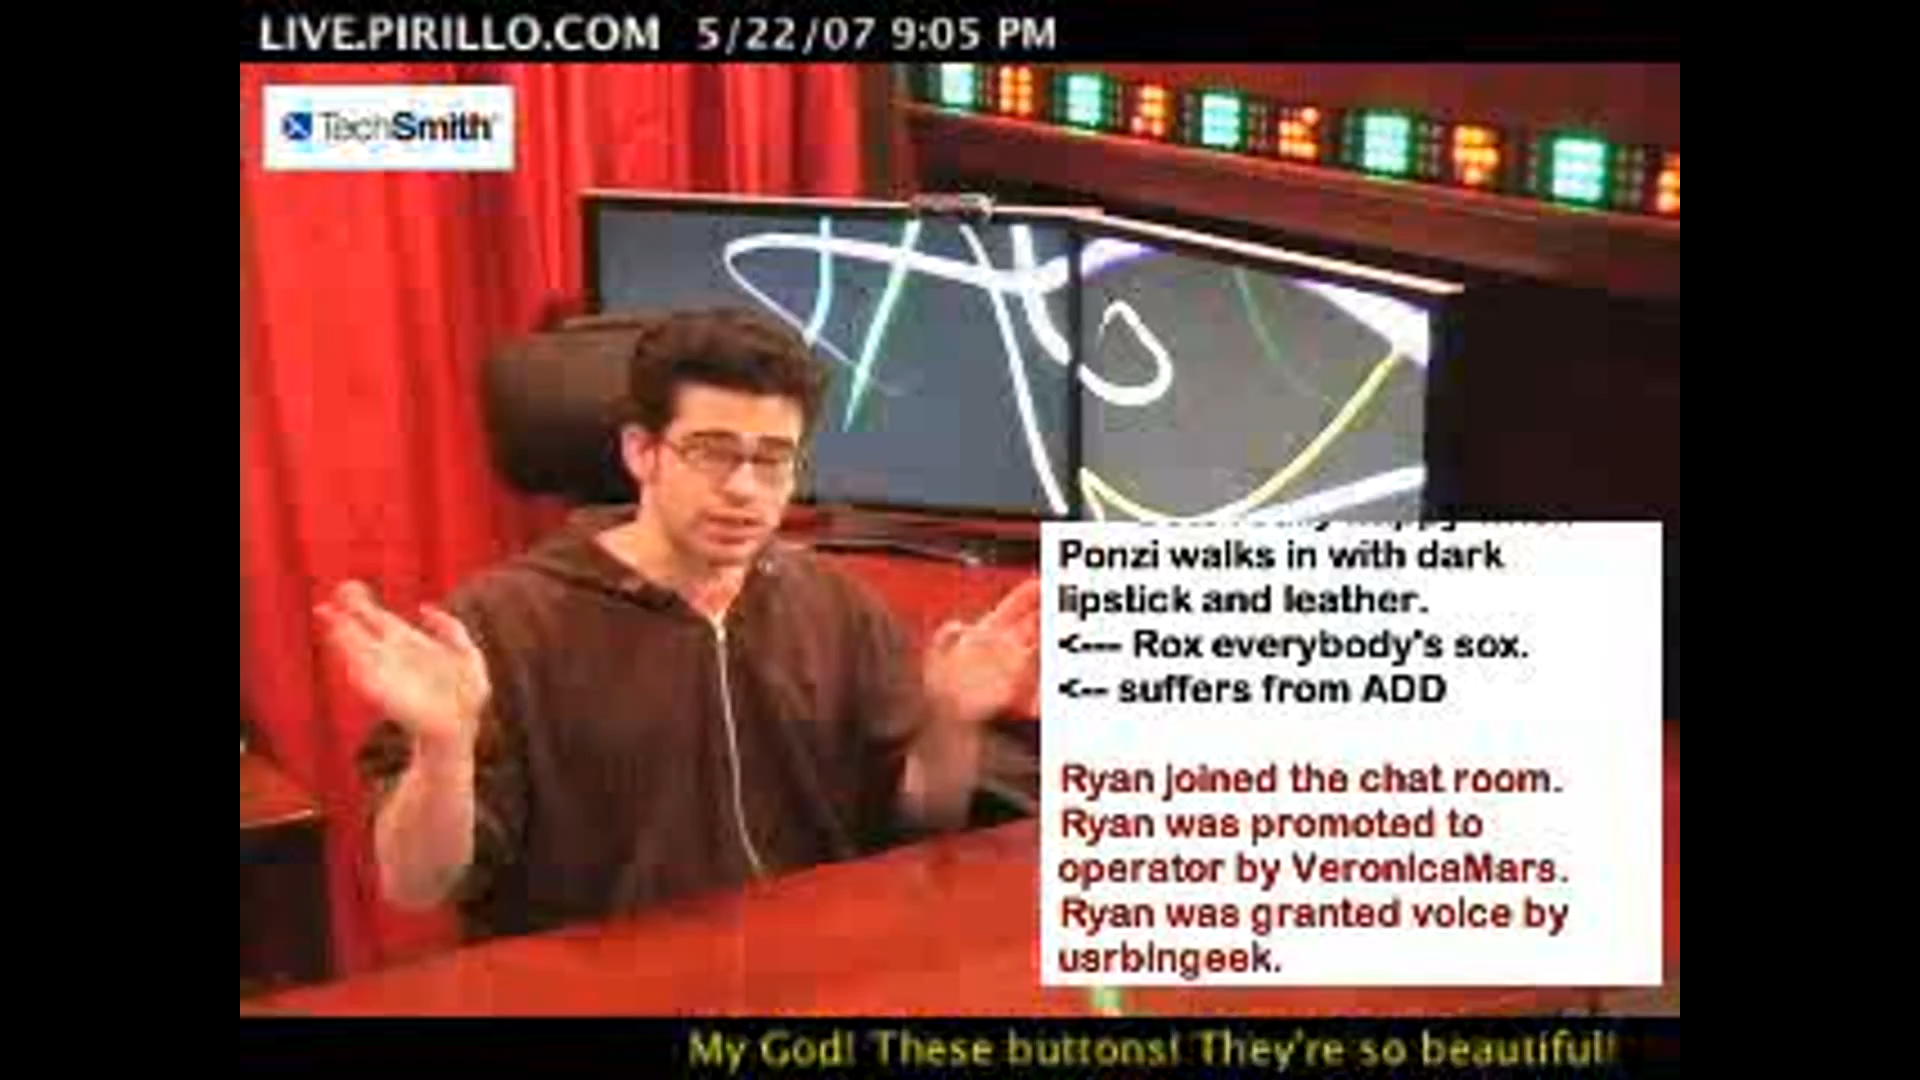 LIVE.PIRILLO.COM 5/22/07 9:05 PM
TechSmith
Ponzi walks in with dark
lipstick and leather.
<--- Rox everybody's sox.
<-- suffers from ADD
Ryan joined the chat room.
Ryan was promoted to
operator by VeronicaMars.
Ryan was granted voice by
usrbingeek.
My God! These buttons! They're so beautiful!